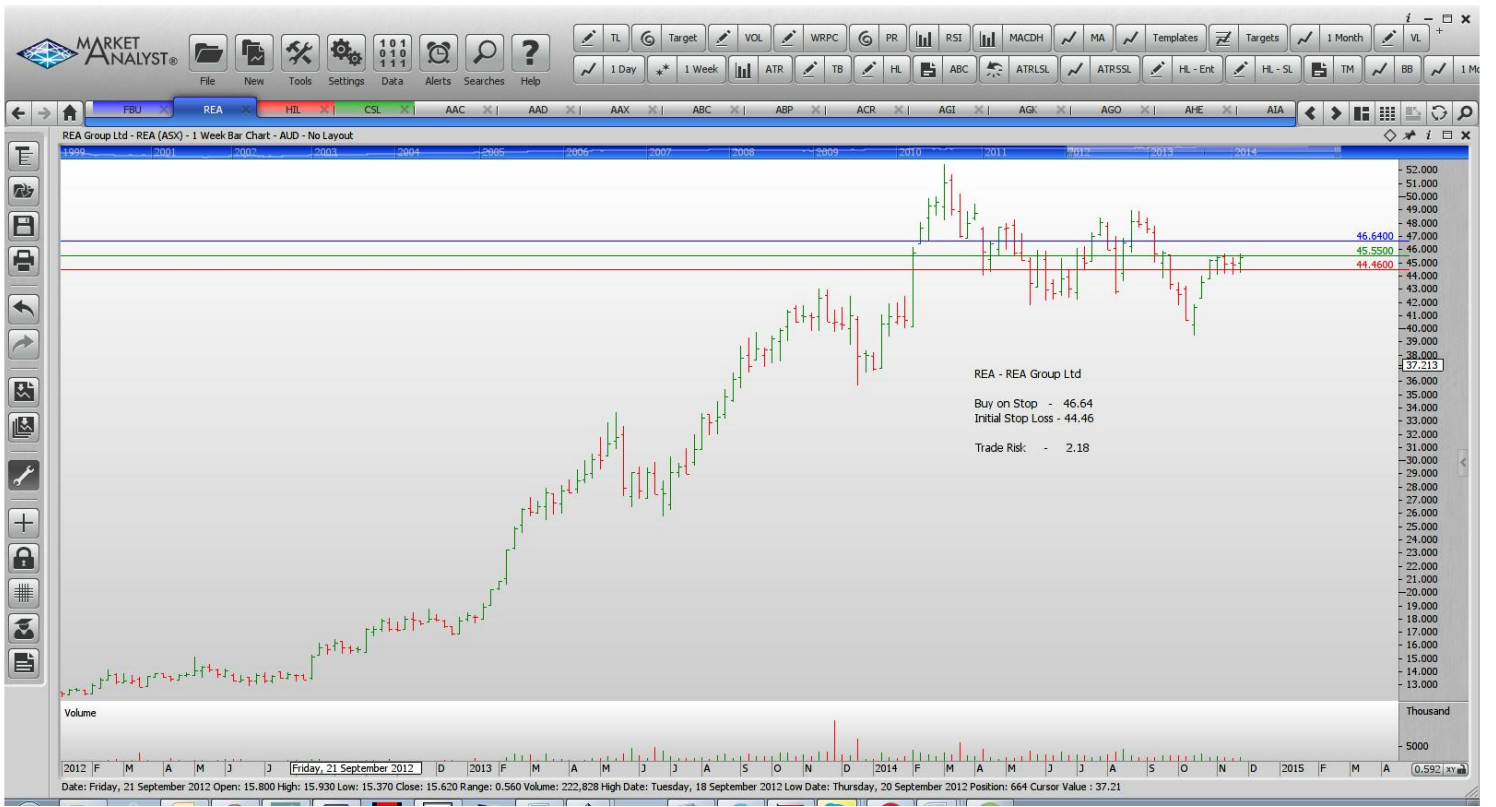 MARKET
ANALYST®
File New Tools Settings Data Alerts Searches Help
101
010
111
TL Target VOL WRPC PR RSI MACDH MA Templates Targets 1 Month VL
1 Day 1 Week ATR TB HL ABC ATRLSL ATRSSL HL - Ent HL - SL TM BB
FBU REA HIL CSL AAC AAD AAX ABC ABP ACR AGI AGK AGO AHE AIA
REA Group Ltd - REA (ASX) - 1 Week Bar Chart - AUD - No Layout
1999 2001 2002 2003 2004 2005 2006 2007 2008 2009 2010 2011 2012 2013 2014
52.000
51.000
50.000
49.000
48.000
47.000
46.6400
46.000
45.5500
45.000
44.4600
44.000
43.000
42.000
41.000
40.000
39.000
38.000
37.213
36.000
35.000
34.000
33.000
32.000
31.000
30.000
29.000
28.000
27.000
26.000
25.000
24.000
23.000
22.000
21.000
20.000
19.000
18.000
17.000
16.000
15.000
14.000
13.000
REA - REA Group Ltd
Buy on Stop - 46.64
Initial Stop Loss - 44.46
Trade Risk - 2.18
Volume
Thousand
5000
2012 F M A M J J Friday, 21 September 2012 D 2013 F M A M J J A S O N D 2014 F M A M J J A S O N D 2015 F M A 0.592 XY
Date: Friday, 21 September 2012 Open: 15.800 High: 15.930 Low: 15.370 Close: 15.620 Range: 0.560 Volume: 222,828 High Date: Tuesday, 18 September 2012 Low Date: Thursday, 20 September 2012 Position: 664 Cursor Value : 37.21